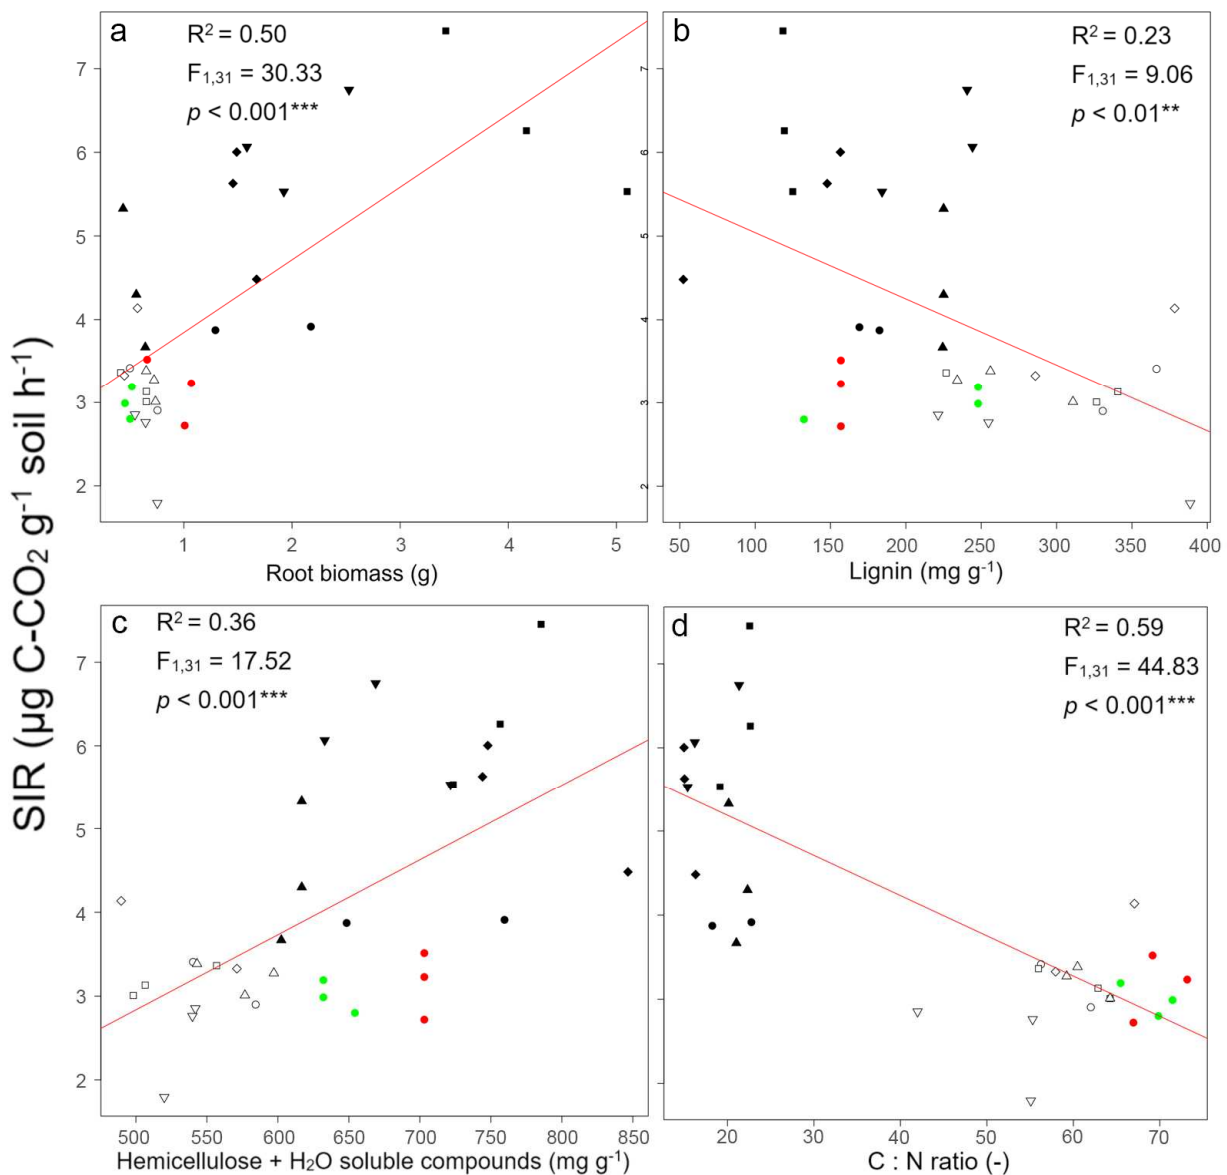 SIR (µg C-CO₂ g⁻¹ soil h⁻¹)
a
R² = 0.50
F₁,₃₁ = 30.33
p < 0.001***
7
6
5
4
3
2
1 2 3 4 5
Root biomass (g)
b
R² = 0.23
F₁,₃₁ = 9.06
p < 0.01**
7
6
5
4
3
2
50 100 150 200 250 300 350 400
Lignin (mg g⁻¹)
c
R² = 0.36
F₁,₃₁ = 17.52
p < 0.001***
7
6
5
4
3
2
500 550 600 650 700 750 800 850
Hemicellulose + H₂O soluble compounds (mg g⁻¹)
d
R² = 0.59
F₁,₃₁ = 44.83
p < 0.001***
20 30 40 50 60 70
C : N ratio (-)